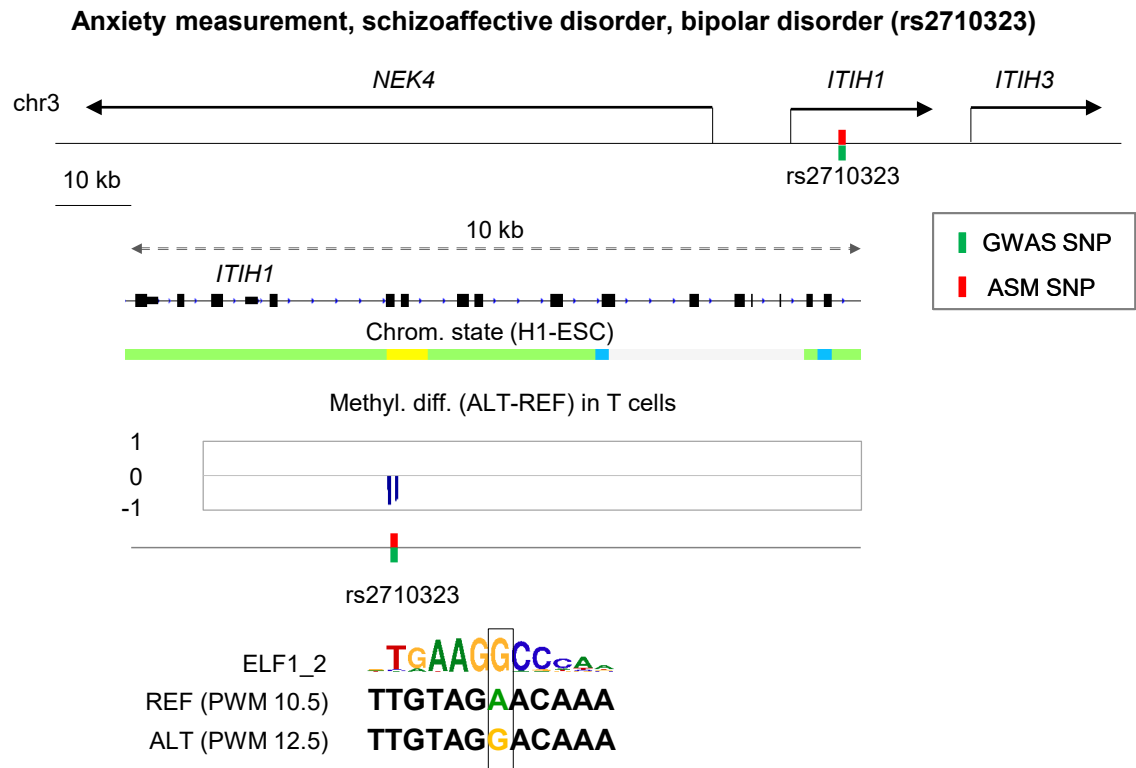 Anxiety measurement, schizoaffective disorder, bipolar disorder (rs2710323)
NEK4 ITIH1 ITIH3
chr3
rs2710323
10 kb
10 kb
GWAS SNP
ITIH1
ASM SNP
Chrom. state (H1-ESC)
Methyl. diff. (ALT-REF) in T cells
1
0
-1
rs2710323
ELF1_2 TGAAGGCCCAA
REF (PWM 10.5) TTGTAGAACAAA
ALT (PWM 12.5) TTGTAGGACAAA